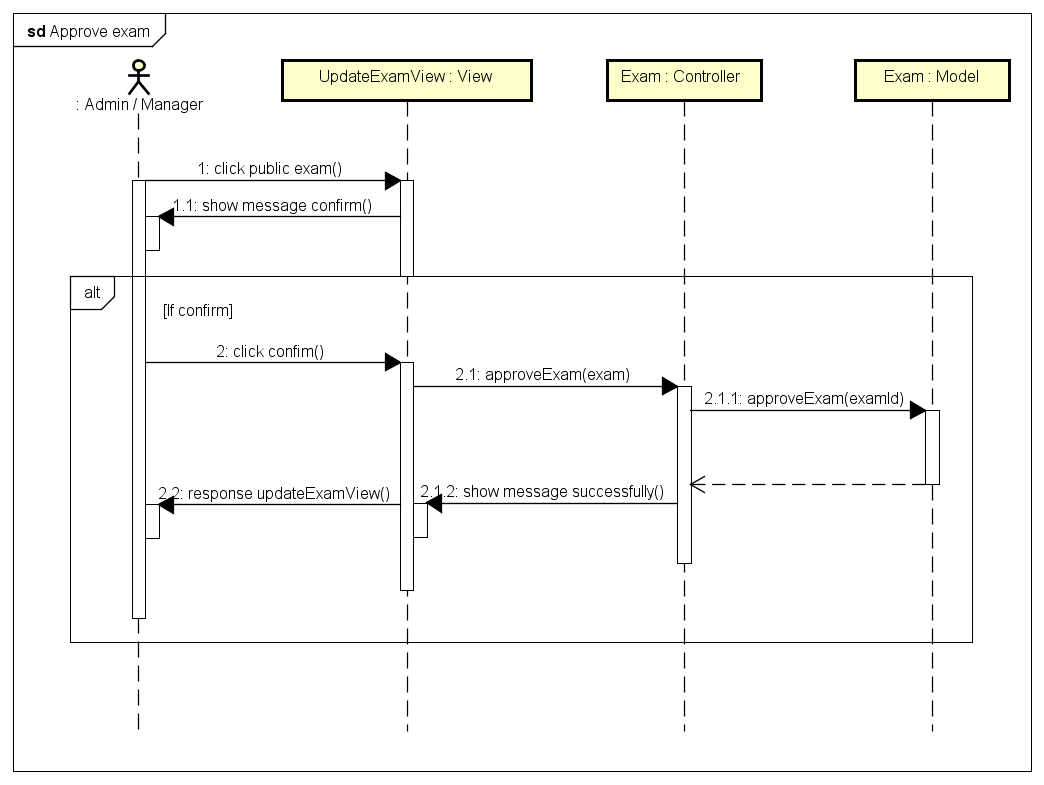 sd Approve exam
: Admin / Manager
UpdateExamView : View
Exam : Controller
Exam : Model
1: click public exam()
1.1: show message confirm()
alt
[If confirm]
2: click confim()
2.1: approveExam(exam)
2.1.1: approveExam(examId)
2.2: response updateExamView()
2.1.2: show message successfully()